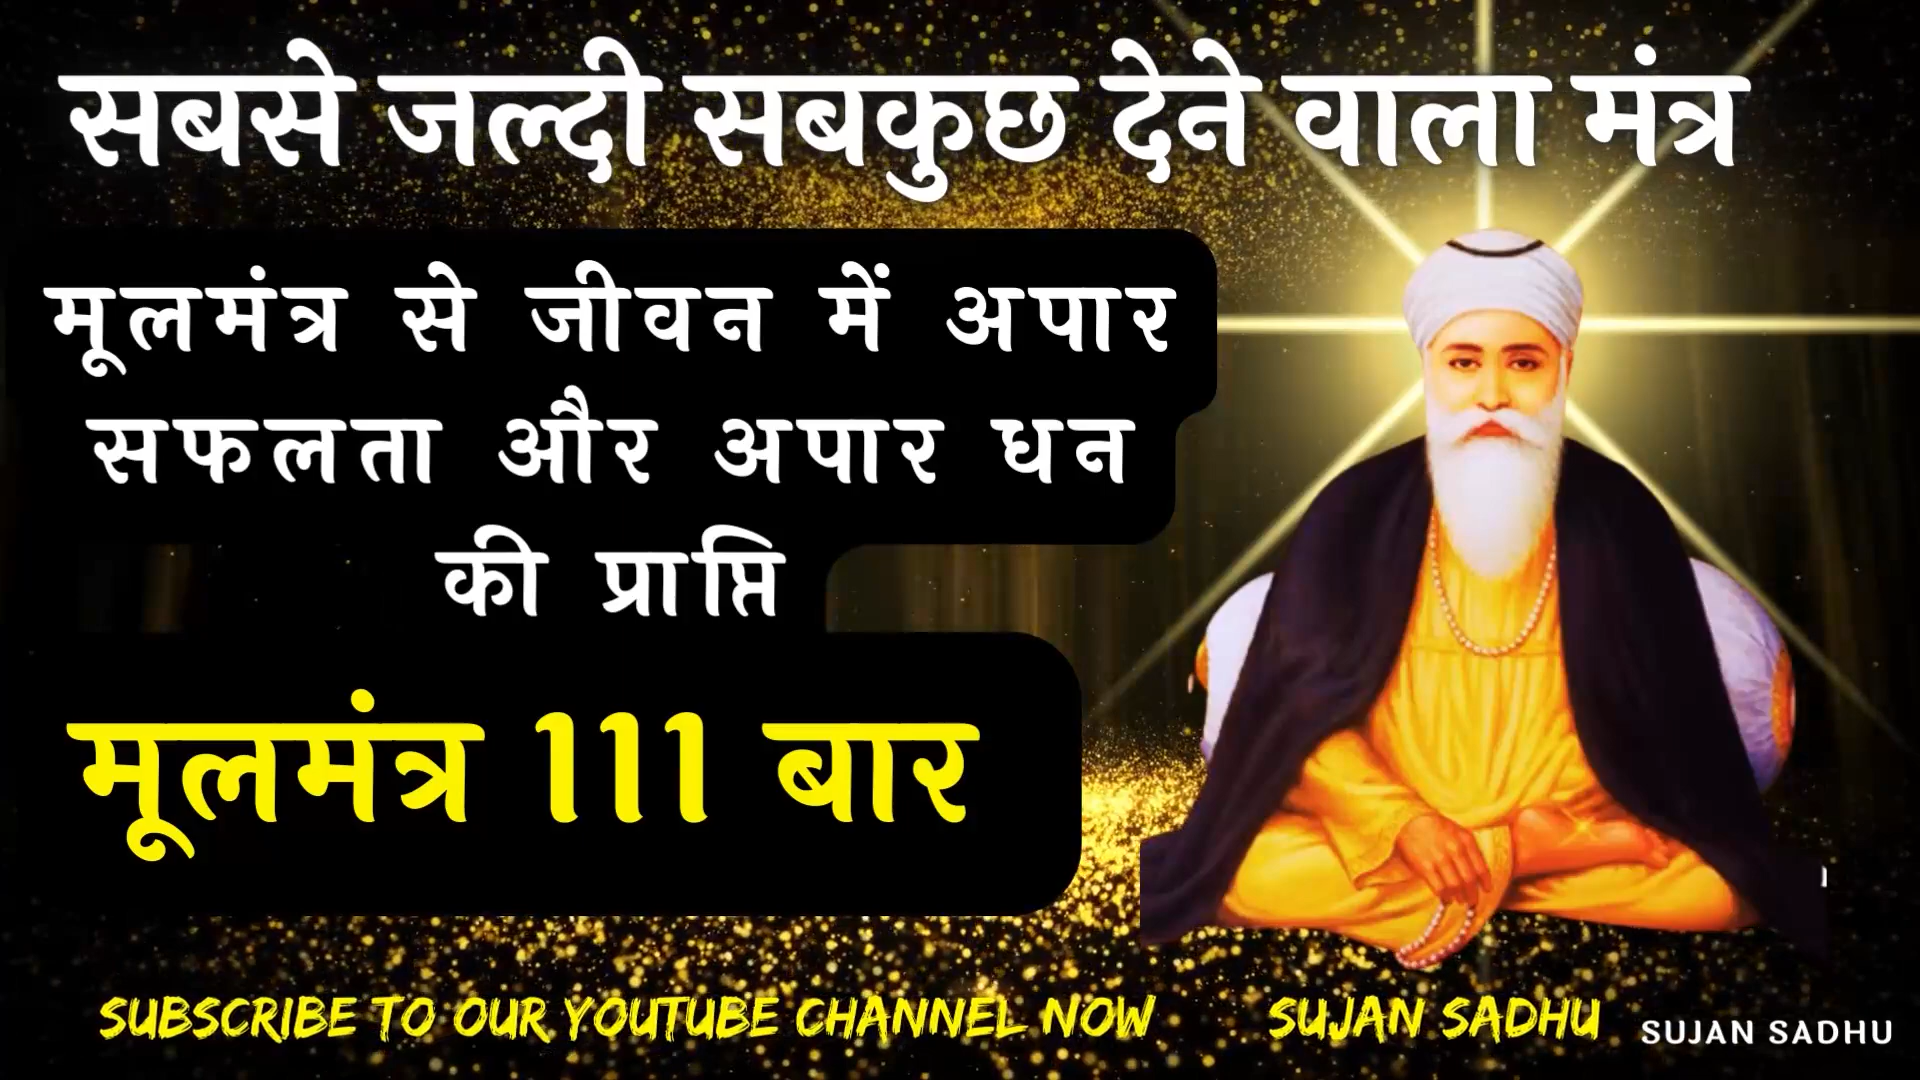 सबसे जल्दी सबकुछ देने वाला मंत्र
मूलमंत्र से जीवन में अपार
सफलता और अपार धन
की प्राप्ति
मूलमंत्र 111 बार
SUBSCRIBE TO OUR YOUTUBE CHANNEL NOW SUJAN SADHU
SUJAN SADHU